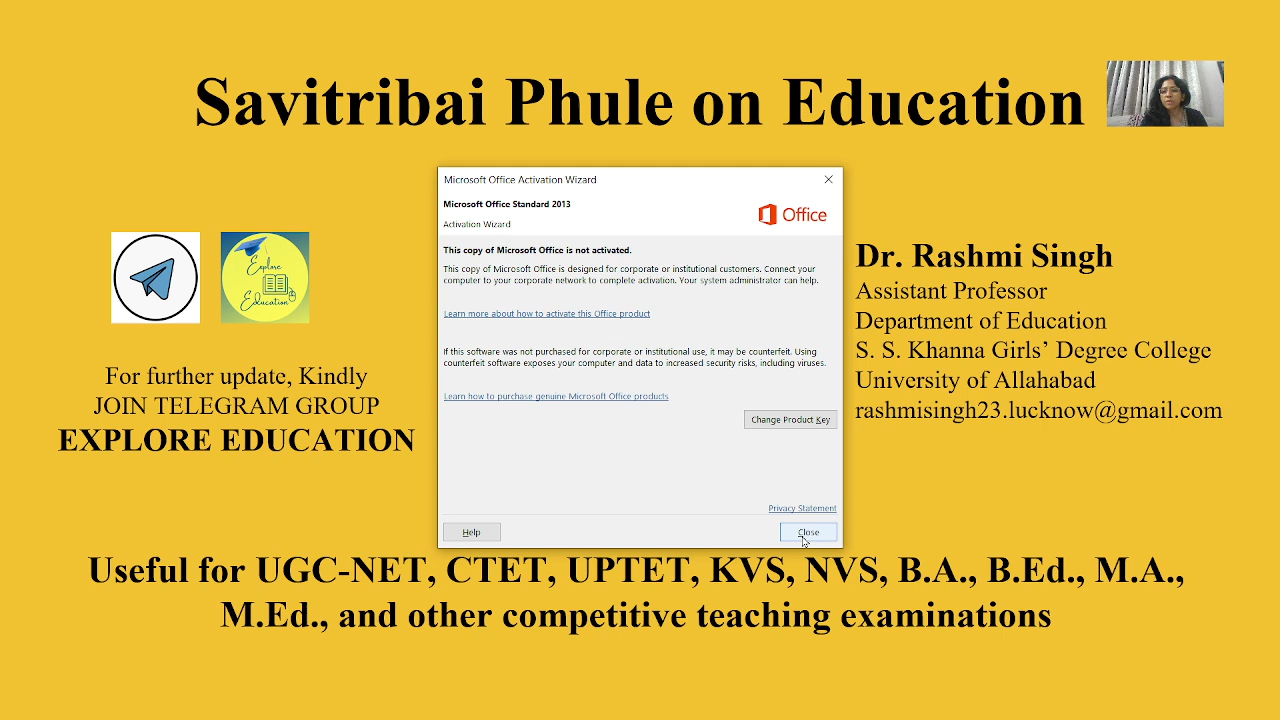 Savitribai Phule on Education
Explore
Education
For further update, Kindly
JOIN TELEGRAM GROUP
EXPLORE EDUCATION
Microsoft Office Activation Wizard
Microsoft Office Standard 2013
Activation Wizard
Office
This copy of Microsoft Office is not activated.
This copy of Microsoft Office is designed for corporate or institutional customers. Connect your
computer to your corporate network to complete activation. Your system administrator can help.
Learn more about how to activate this Office product
If this software was not purchased for corporate or institutional use, it may be counterfeit. Using
counterfeit software exposes your computer and data to increased security risks, including viruses.
Learn how to purchase genuine Microsoft Office products
Change Product Key
Privacy Statement
Help
Close
Dr. Rashmi Singh
Assistant Professor
Department of Education
S. S. Khanna Girls’ Degree College
University of Allahabad
rashmisingh23.lucknow@gmail.com
Useful for UGC-NET, CTET, UPTET, KVS, NVS, B.A., B.Ed., M.A.,
M.Ed., and other competitive teaching examinations